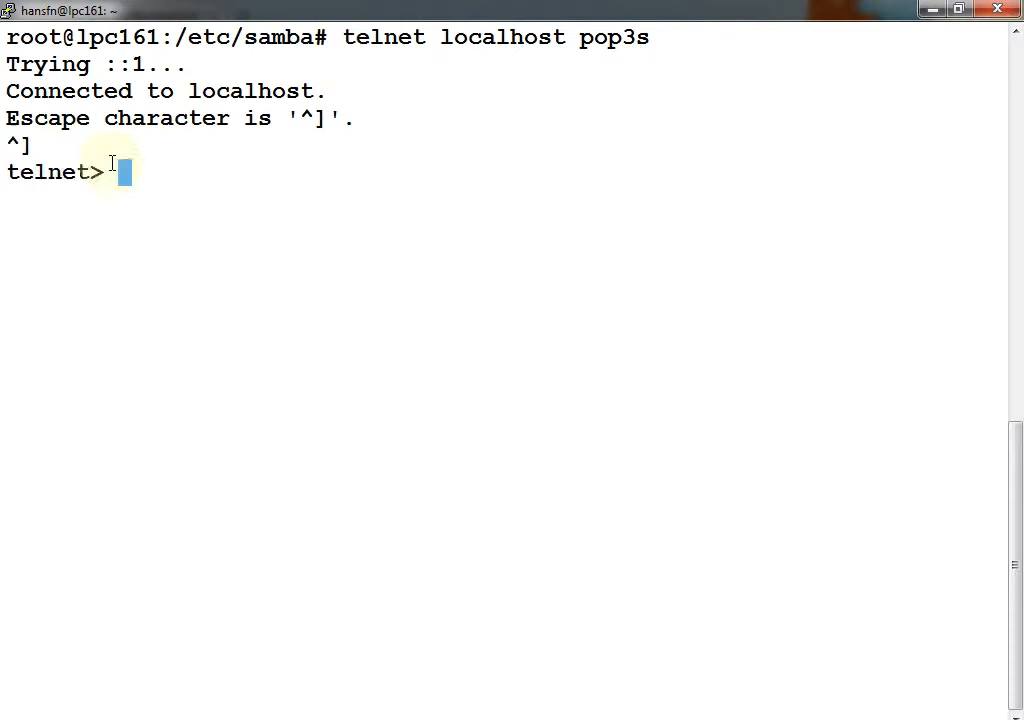 hansfn@lpc161: ~
root@lpc161:/etc/samba# telnet localhost pop3s
Trying ::1...
Connected to localhost.
Escape character is '^]'.
^]
telnet>